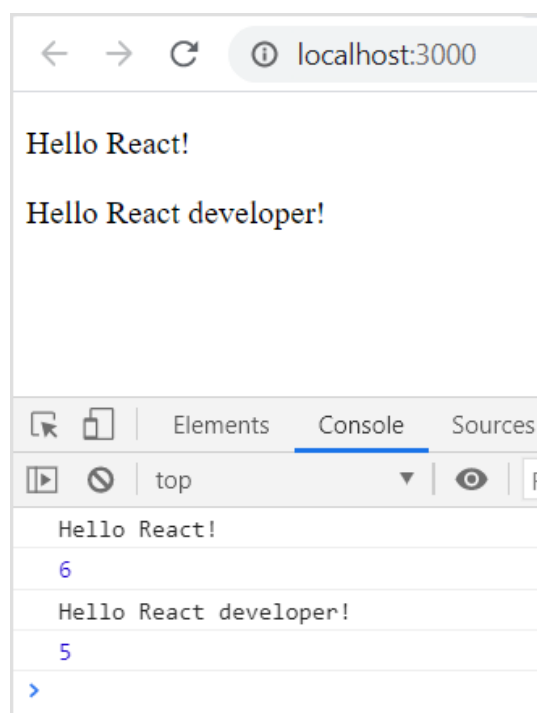 localhost:3000
Hello React!
Hello React developer!
Elements Console Sources
top
Hello React!
6
Hello React developer!
5